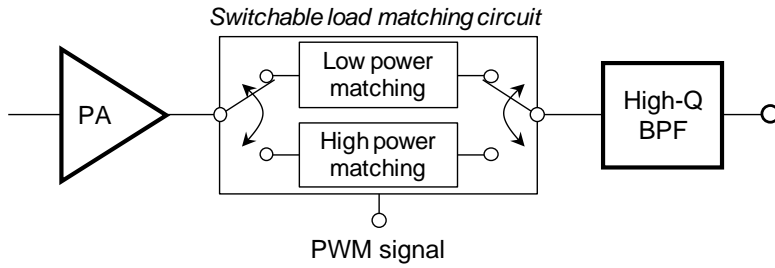 Switchable load matching circuit
PA
Low power
matching
High power
matching
High-Q
BPF
PWM signal